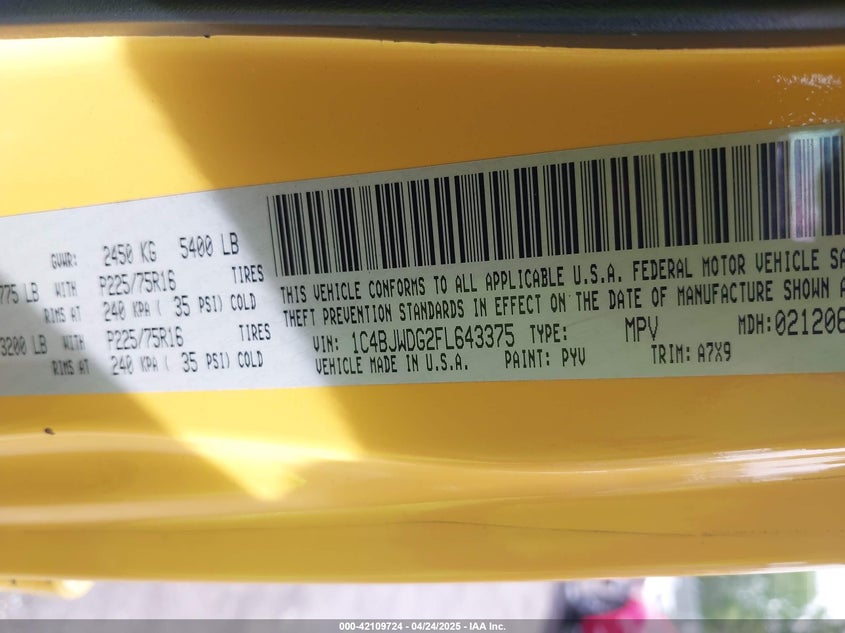 GVWR: 2450 KG 5400 LB
775 LB WITH P225/75R16 TIRES
RIMS AT 240 KPA ( 35 PSI) COLD
3200 LB WITH P225/75R16 TIRES
RIMS AT 240 KPA ( 35 PSI) COLD
THIS VEHICLE CONFORMS TO ALL APPLICABLE U.S.A. FEDERAL MOTOR VEHICLE SA
THEFT PREVENTION STANDARDS IN EFFECT ON THE DATE OF MANUFACTURE SHOWN A
VIN: 1C4BJWDG2FL643375 TYPE: MPV MDH: 021206
VEHICLE MADE IN U.S.A. PAINT: PYV TRIM: A7X9
000-42109724 - 04/24/2025 - IAA Inc.